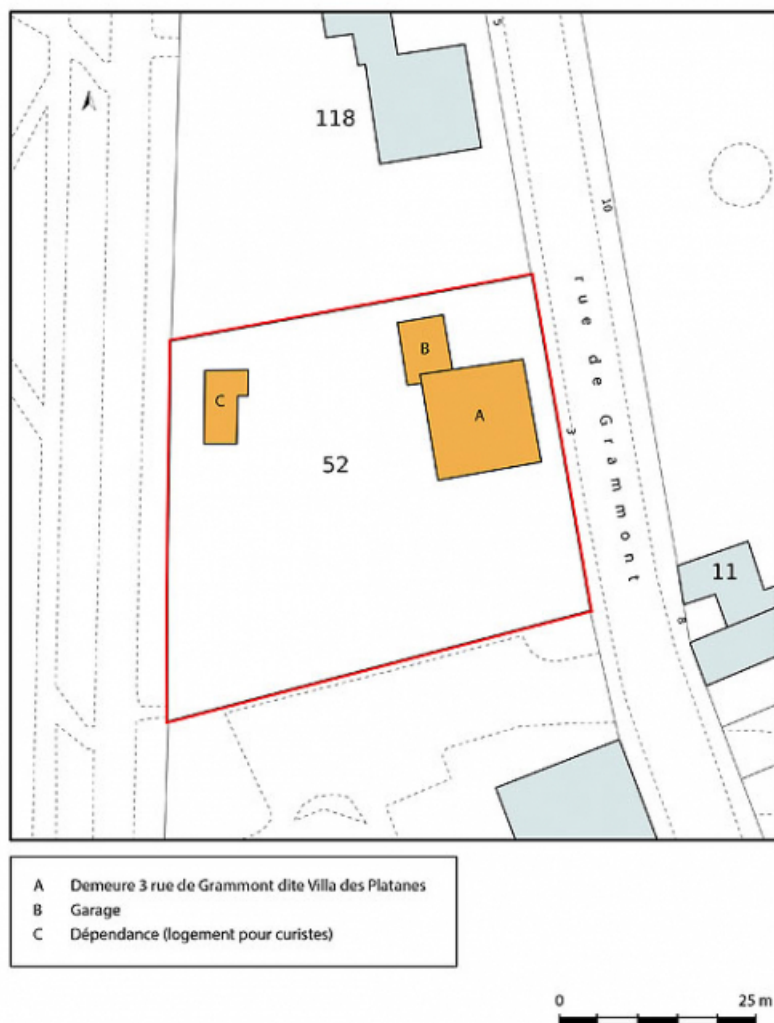 5
118
10
B
C
A
3
52
rue de Grammont
11
8
A Demeure 3 rue de Grammont dite Villa des Platanes
B Garage
C Dépendance (logement pour curistes)
0 25 m